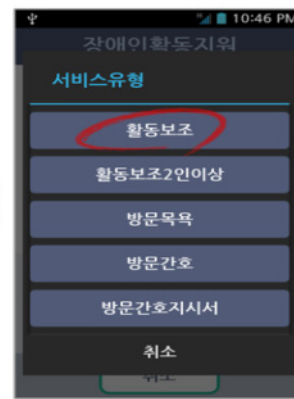 10:46 PM
장애인활동지원
서비스유형
활동보조
활동보조2인이상
방문목욕
방문간호
방문간호지시서
취소
취소